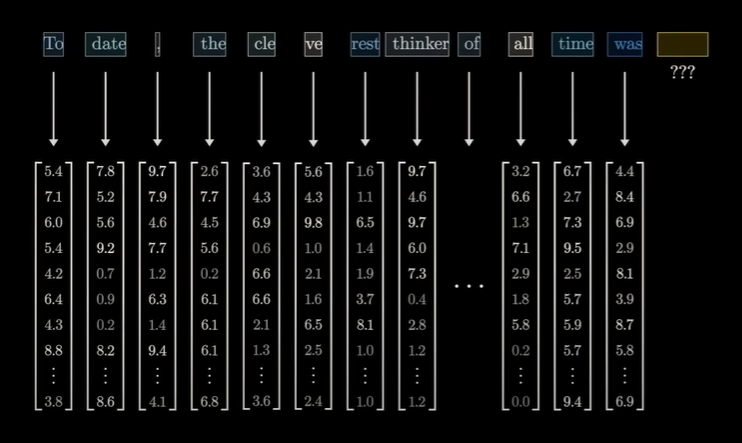 To date , the cle ve rest thinker of all time was
???
5.4 7.8 9.7 2.6 3.6 5.6 1.6 9.7 3.2 6.7 4.4
7.1 5.2 7.9 7.7 4.3 4.3 1.1 4.6 6.6 2.7 8.4
6.0 5.6 4.6 4.5 6.9 9.8 6.5 9.7 1.3 7.3 6.9
5.4 9.2 7.7 5.6 0.6 1.0 1.4 6.0 7.1 9.5 2.9
4.2 0.7 1.2 0.2 6.6 2.1 1.9 7.3 2.9 2.5 8.1
6.4 0.9 6.3 6.1 6.6 1.6 3.7 0.4 1.8 5.7 3.9
4.3 0.2 1.4 6.1 2.1 6.5 8.1 2.8 5.8 5.9 8.7
8.8 8.2 9.4 6.1 1.3 2.5 1.0 1.2 0.2 5.7 5.8
3.8 8.6 4.1 6.8 3.6 2.4 1.0 1.2 0.0 9.4 6.9